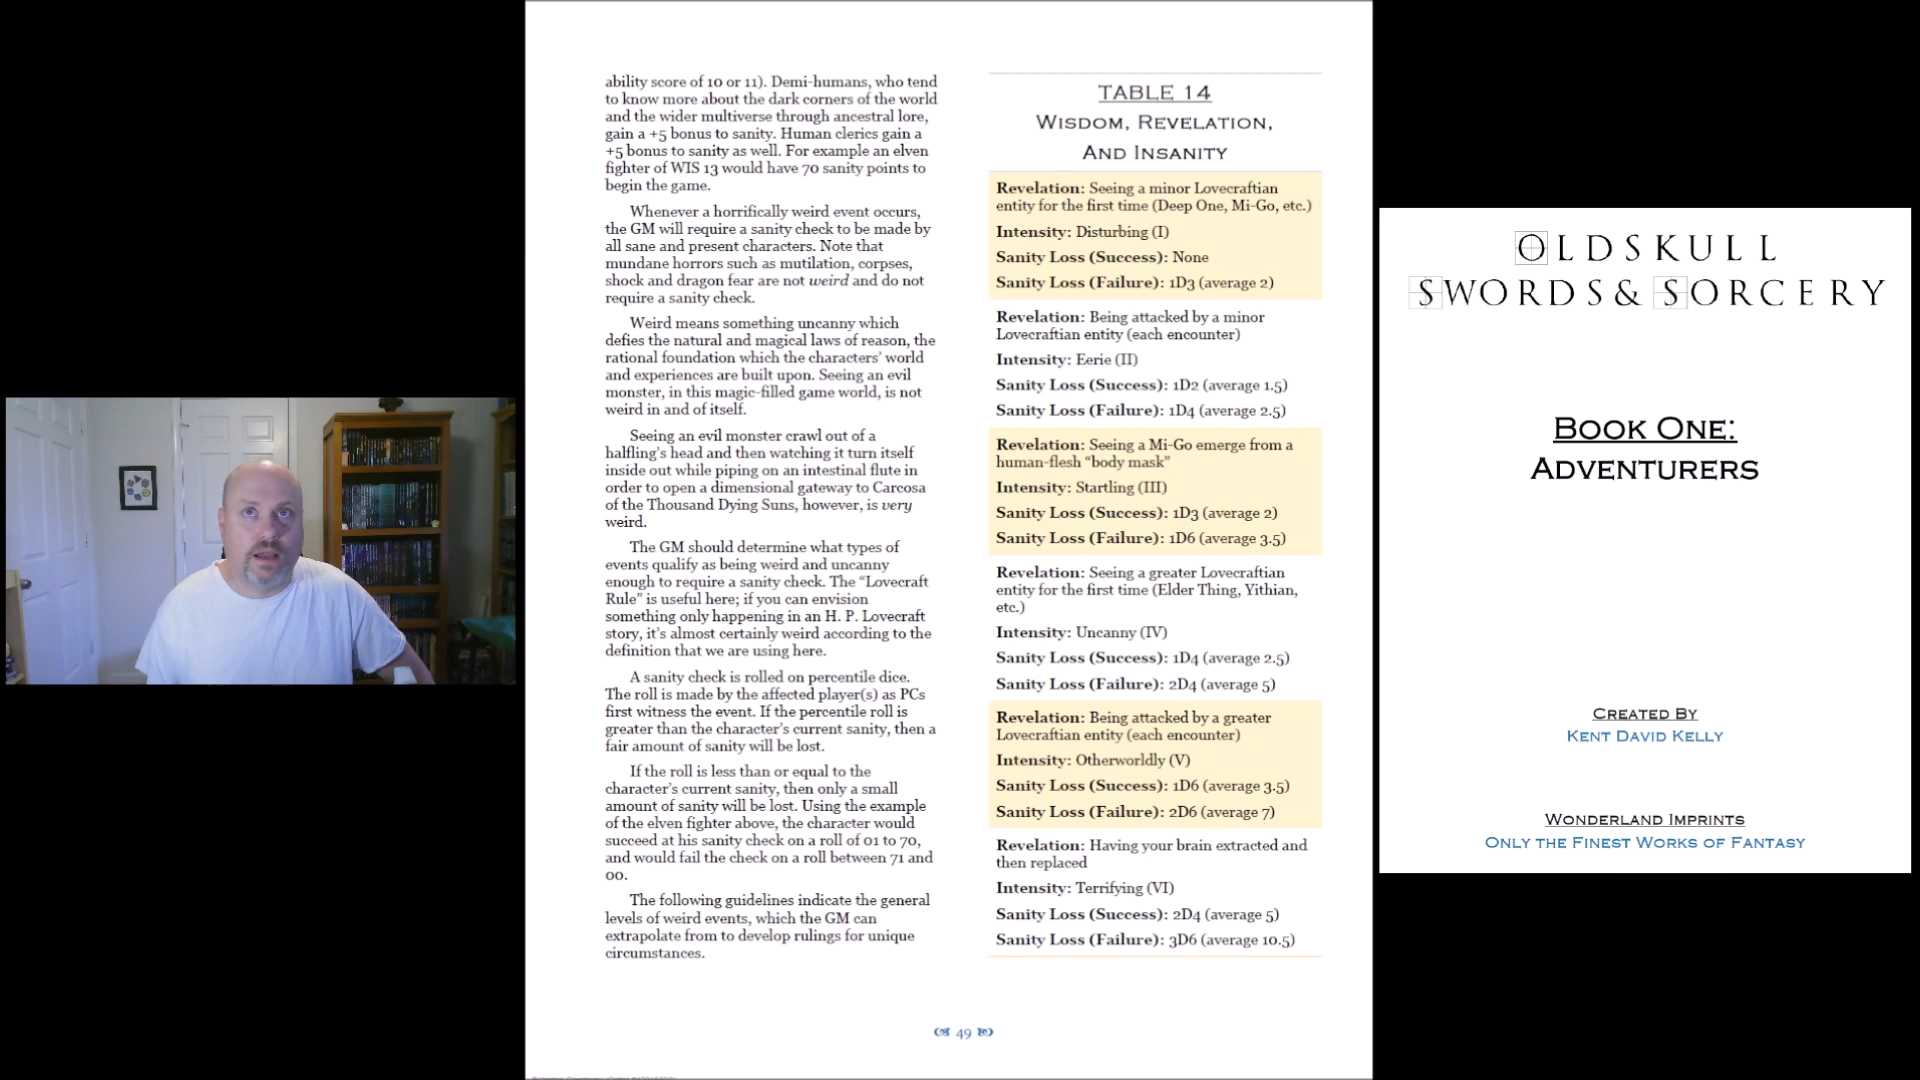 ability score of 10 or 11). Demi-humans, who tend
to know more about the dark corners of the world
and the wider multiverse through ancestral lore,
gain a +5 bonus to sanity. Human clerics gain a
+5 bonus to sanity as well. For example an elven
fighter of WIS 13 would have 70 sanity points to
begin the game.
Whenever a horrifically weird event occurs,
the GM will require a sanity check to be made by
all sane and present characters. Note that
mundane horrors such as mutilation, corpses,
shock and dragon fear are not weird and do not
require a sanity check.
Weird means something uncanny which
defies the natural and magical laws of reason, the
rational foundation which the characters' world
and experiences are built upon. Seeing an evil
monster, in this magic-filled game world, is not
weird in and of itself.
Seeing an evil monster crawl out of a
halfling's head and then watching it turn itself
inside out while piping on an intestinal flute in
order to open a dimensional gateway to Carcosa
of the Thousand Dying Suns, however, is very
weird.
The GM should determine what types of
events qualify as being weird and uncanny
enough to require a sanity check. The “Lovecraft
Rule” is useful here; if you can envision
something only happening in an H. P. Lovecraft
story, it's almost certainly weird according to the
definition that we are using here.
A sanity check is rolled on percentile dice.
The roll is made by the affected player(s) as PCs
first witness the event. If the percentile roll is
greater than the character's current sanity, then a
fair amount of sanity will be lost.
If the roll is less than or equal to the
character's current sanity, then only a small
amount of sanity will be lost. Using the example
of the elven fighter above, the character would
succeed at his sanity check on a roll of 01 to 70,
and would fail the check on a roll between 71 and
00.
The following guidelines indicate the general
levels of weird events, which the GM can
extrapolate from to develop rulings for unique
circumstances.
TABLE 14
WISDOM, REVELATION,
AND INSANITY
Revelation: Seeing a minor Lovecraftian
entity for the first time (Deep One, Mi-Go, etc.)
Intensity: Disturbing (I)
Sanity Loss (Success): None
Sanity Loss (Failure): 1D3 (average 2)
Revelation: Being attacked by a minor
Lovecraftian entity (each encounter)
Intensity: Eerie (II)
Sanity Loss (Success): 1D2 (average 1.5)
Sanity Loss (Failure): 1D4 (average 2.5)
Revelation: Seeing a Mi-Go emerge from a
human-flesh “body mask”
Intensity: Startling (III)
Sanity Loss (Success): 1D3 (average 2)
Sanity Loss (Failure): 1D6 (average 3.5)
Revelation: Seeing a greater Lovecraftian
entity for the first time (Elder Thing, Yithian,
etc.)
Intensity: Uncanny (IV)
Sanity Loss (Success): 1D4 (average 2.5)
Sanity Loss (Failure): 2D4 (average 5)
Revelation: Being attacked by a greater
Lovecraftian entity (each encounter)
Intensity: Otherworldly (V)
Sanity Loss (Success): 1D6 (average 3.5)
Sanity Loss (Failure): 2D6 (average 7)
Revelation: Having your brain extracted and
then replaced
Intensity: Terrifying (VI)
Sanity Loss (Success): 2D4 (average 5)
Sanity Loss (Failure): 3D6 (average 10.5)
49
OLDSKULL
SWORDS & SORCERY
BOOK ONE:
ADVENTURERS
CREATED BY
KENT DAVID KELLY
WONDERLAND IMPRINTS
ONLY THE FINEST WORKS OF FANTASY